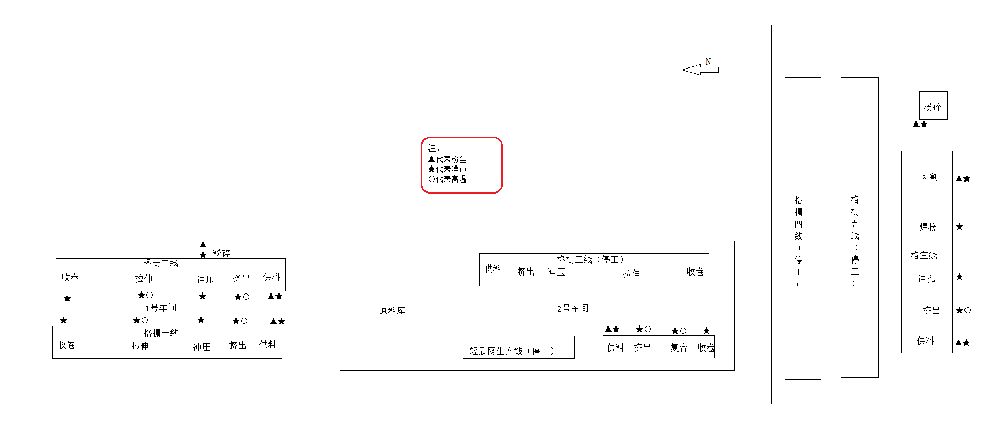 N
注：
▲代表粉尘
★代表噪声
○代表高温
粉碎
格栅二线
收卷 拉伸 冲压 挤出 供料
1号车间
格栅一线
收卷 拉伸 冲压 挤出 供料
原料库
格栅三线（停工）
供料 挤出 冲压 拉伸 收卷
2号车间
轻质网生产线（停工）
供料 挤出 复合 收卷
格栅四线（停工）
格栅五线（停工）
粉碎
切割
焊接
格室线
冲孔
挤出
供料